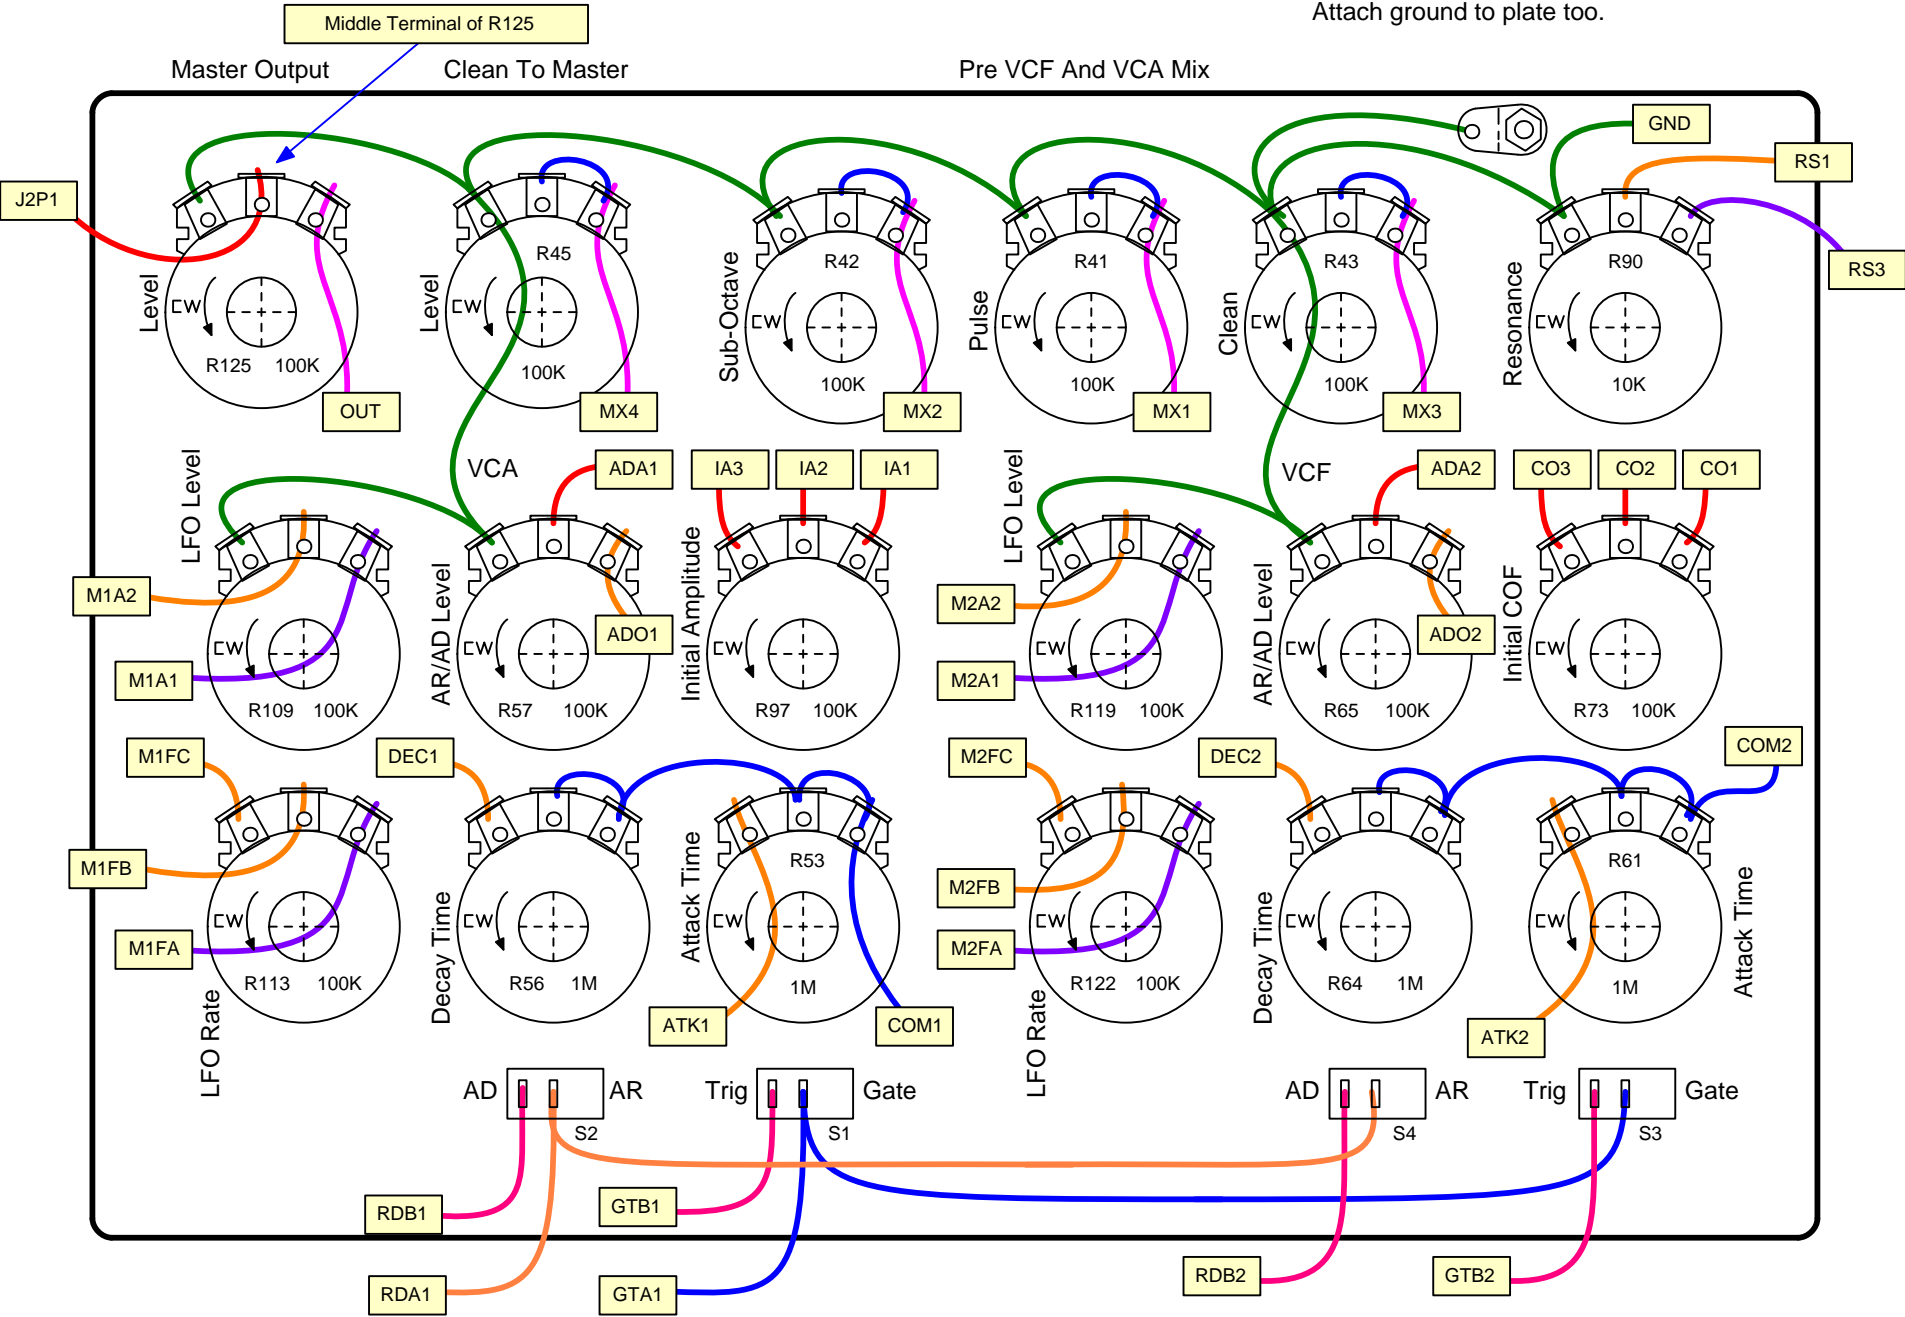 Attach ground to plate too.
Middle Terminal of R125
Master Output
Clean To Master
Pre VCF And VCA Mix
GND
RS1
J2P1
RS3
Level
CW
R125
100K
OUT
Level
R45
CW
100K
MX4
Sub-Octave
R42
CW
100K
MX2
Pulse
R41
CW
100K
MX1
Clean
R43
CW
100K
MX3
Resonance
R90
CW
10K
LFO Level
VCA
ADA1
IA3
IA2
IA1
LFO Level
VCF
ADA2
CO3
CO2
CO1
M1A2
M1A1
CW
R109
100K
AR/AD Level
ADO1
CW
R57
100K
Initial Amplitude
CW
R97
100K
M2A2
M2A1
CW
R119
100K
AR/AD Level
ADO2
CW
R65
100K
Initial COF
CW
R73
100K
M1FC
DEC1
M2FC
DEC2
COM2
M1FB
M1FA
CW
R113
100K
LFO Rate
Decay Time
CW
R56
1M
Attack Time
R53
CW
1M
ATK1
COM1
M2FB
M2FA
CW
R122
100K
LFO Rate
Decay Time
CW
R64
1M
R61
CW
1M
Attack Time
ATK2
AD
AR
S2
Trig
Gate
S1
AD
AR
S4
Trig
Gate
S3
RDB1
GTB1
RDA1
GTA1
RDB2
GTB2